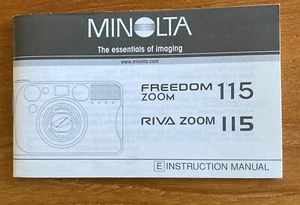 MINOLTA
The essentials of imaging
www.minolta.com
FREEDOM 115
ZOOM
RIVA ZOOM 115
E INSTRUCTION MANUAL